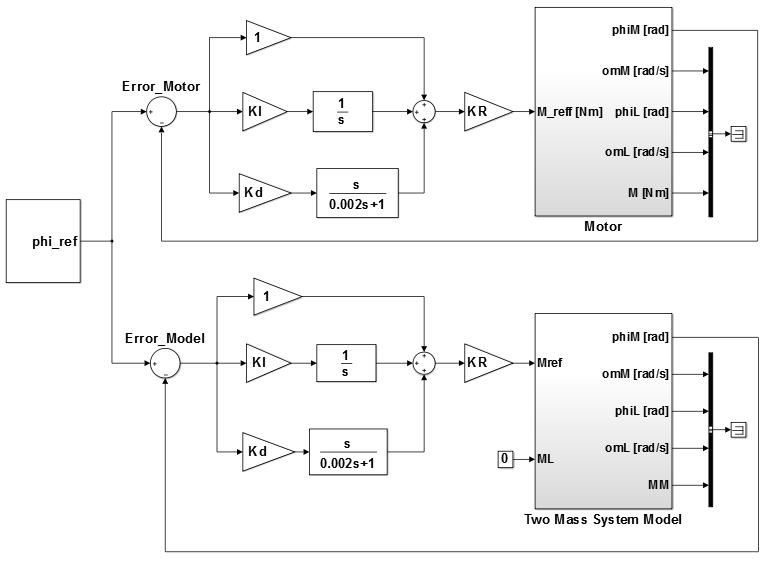 phi_ref
Error_Motor
+
−
1
KI
1
s
Kd
s
0.002s+1
+
+
+
KR
M_reff [Nm]
phiM [rad]
omM [rad/s]
phiL [rad]
omL [rad/s]
M [Nm]
Motor
Error_Model
+
−
1
KI
1
s
Kd
s
0.002s+1
+
+
+
KR
0
Mref
ML
phiM [rad]
omM [rad/s]
phiL [rad]
omL [rad/s]
MM
Two Mass System Model